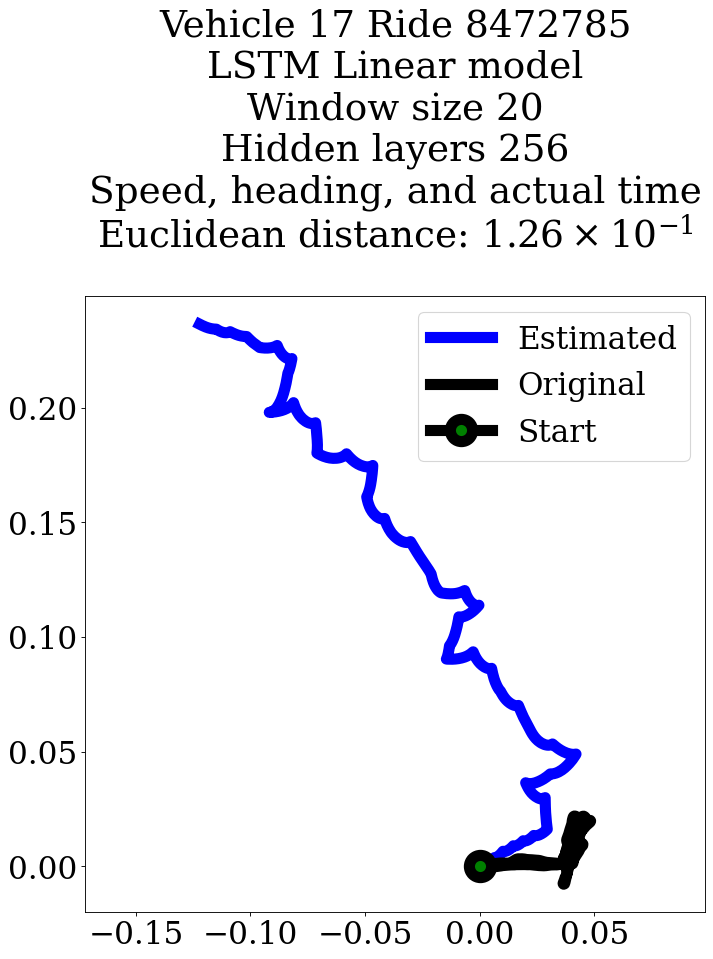 Vehicle 17 Ride 8472785
LSTM Linear model
Window size 20
Hidden layers 256
Speed, heading, and actual time
Euclidean distance: 1.26 × 10⁻¹
Estimated
Original
Start
0.20
0.15
0.10
0.05
0.00
−0.15 −0.10 −0.05 0.00 0.05